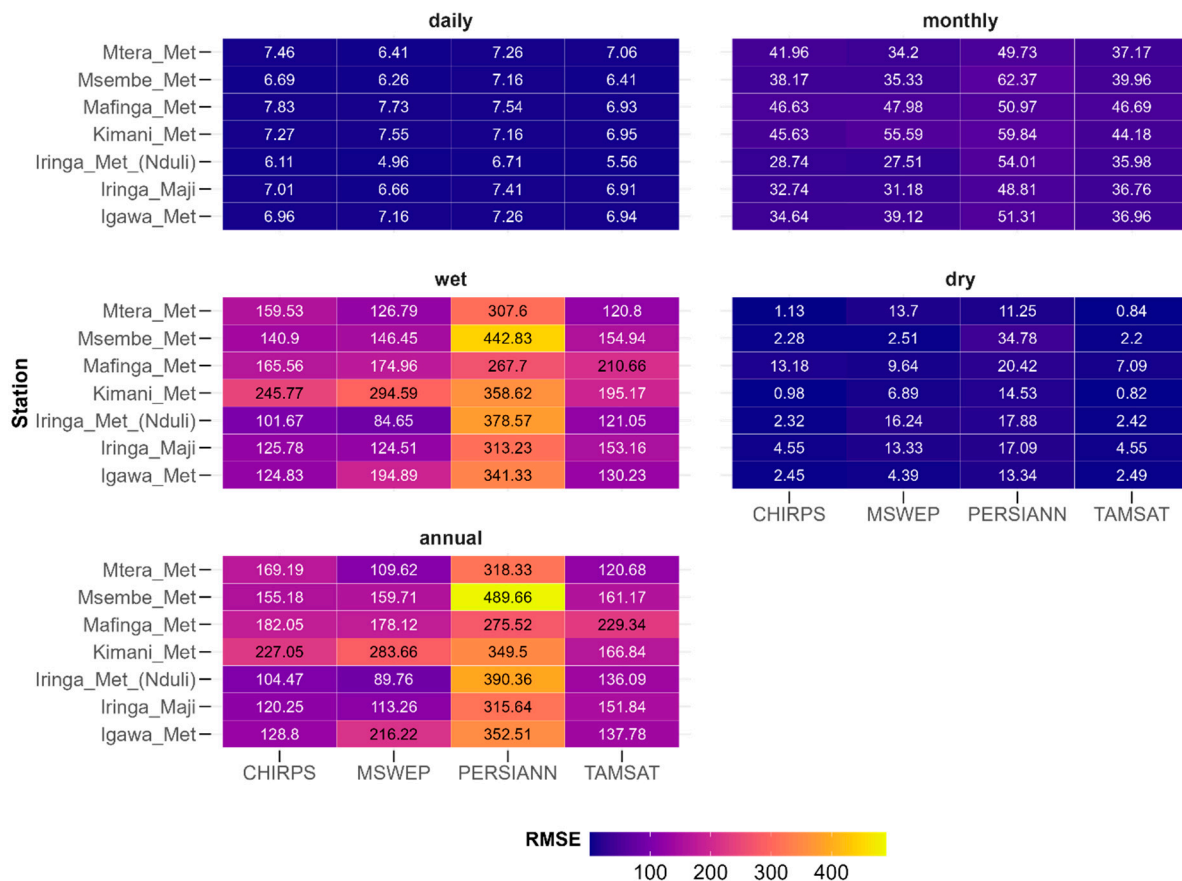 daily
Mtera_Met 7.46 6.41 7.26 7.06
Msembe_Met 6.69 6.26 7.16 6.41
Mafinga_Met 7.83 7.73 7.54 6.93
Kimani_Met 7.27 7.55 7.16 6.95
Iringa_Met_(Nduli) 6.11 4.96 6.71 5.56
Iringa_Maji 7.01 6.66 7.41 6.91
Igawa_Met 6.96 7.16 7.26 6.94
monthly
41.96 34.2 49.73 37.17
38.17 35.33 62.37 39.96
46.63 47.98 50.97 46.69
45.63 55.59 59.84 44.18
28.74 27.51 54.01 35.98
32.74 31.18 48.81 36.76
34.64 39.12 51.31 36.96
Station
wet
Mtera_Met 159.53 126.79 307.6 120.8
Msembe_Met 140.9 146.45 442.83 154.94
Mafinga_Met 165.56 174.96 267.7 210.66
Kimani_Met 245.77 294.59 358.62 195.17
Iringa_Met_(Nduli) 101.67 84.65 378.57 121.05
Iringa_Maji 125.78 124.51 313.23 153.16
Igawa_Met 124.83 194.89 341.33 130.23
dry
1.13 13.7 11.25 0.84
2.28 2.51 34.78 2.2
13.18 9.64 20.42 7.09
0.98 6.89 14.53 0.82
2.32 16.24 17.88 2.42
4.55 13.33 17.09 4.55
2.45 4.39 13.34 2.49
CHIRPS MSWEP PERSIANN TAMSAT
annual
Mtera_Met 169.19 109.62 318.33 120.68
Msembe_Met 155.18 159.71 489.66 161.17
Mafinga_Met 182.05 178.12 275.52 229.34
Kimani_Met 227.05 283.66 349.5 166.84
Iringa_Met_(Nduli) 104.47 89.76 390.36 136.09
Iringa_Maji 120.25 113.26 315.64 151.84
Igawa_Met 128.8 216.22 352.51 137.78
CHIRPS MSWEP PERSIANN TAMSAT
RMSE
100 200 300 400